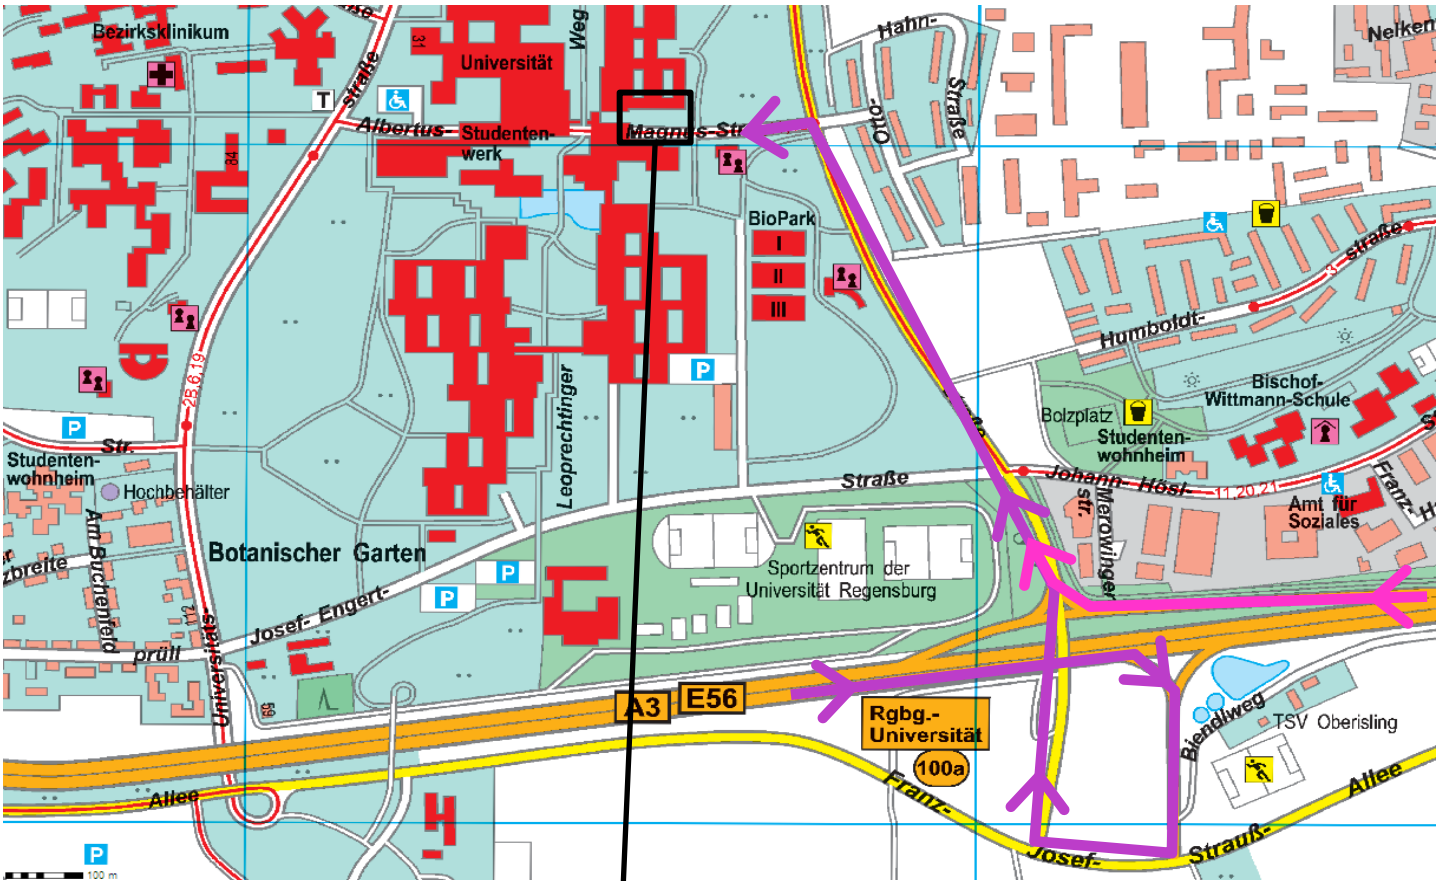 Bezirksklinikum
31
Universität
Weg
Hahn-
Nelken
straße
T
Albertus-
Studenten-
werk
Magnus-Str.
Otto-
Straße
84
BioPark
I
II
III
straße
3
Humboldt-
2B,6,19
Bischof-
Wittmann-Schule
Bolzplatz
Studenten-
wohnheim
P
P
Str.
Studenten-
wohnheim
Hochbehälter
Leoprechtinger
Straße
Johann-Hösl-
11,20,21
Franz-
Amt für
Soziales
Merowinger
str.
Am Buchenfeld
zbreite
Botanischer Garten
P
P
Sportzentrum der
Universität Regensburg
112
Josef- Engert-
prüll
Universitäts-
59
A3
E56
Rgbg.-
Universität
100a
Biendlweg
TSV Oberisling
Allee
Franz-
Josef-
Strauß-
Allee
P
100 m